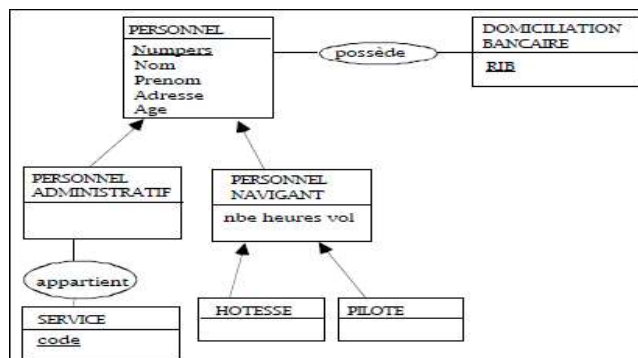 PERSONNEL
Numpers
Nom
Prenom
Adresse
Age
possède
DOMICILIATION
BANCAIRE
RIB
PERSONNEL
ADMINISTRATIF
PERSONNEL
NAVIGANT
nbe heures vol
appartient
SERVICE
code
HOTESSE
PILOTE